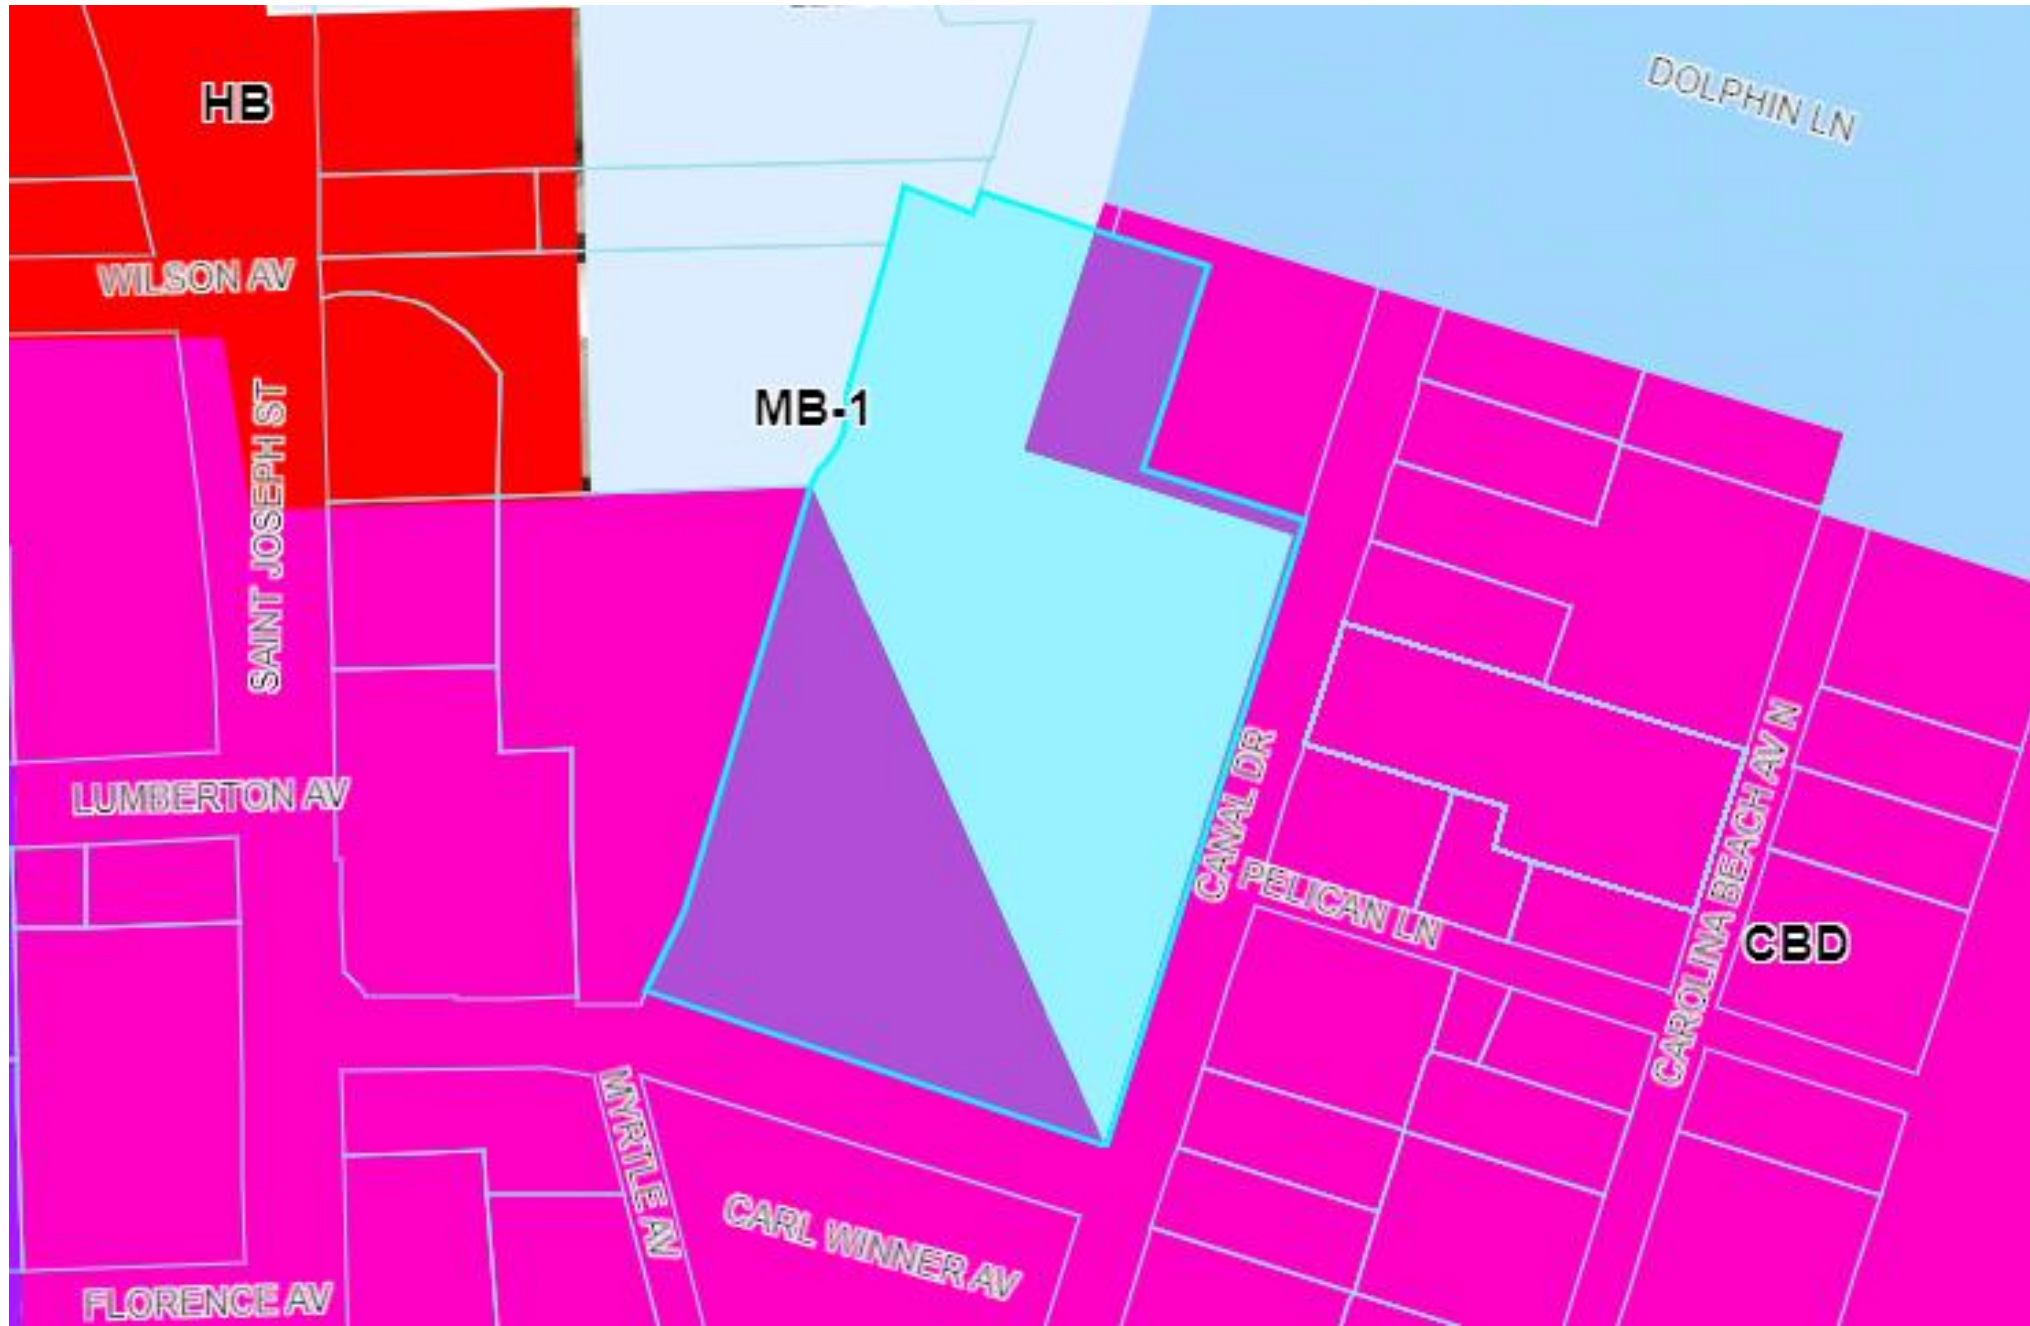 DOLPHIN LN
HB
WILSON AV
MB-1
SAINT JOSEPH ST
LUMBERTON AV
CANAL DR
PELICAN LN
CAROLINA BEACH AV N
CBD
MYRTLE AV
CARL WINNER AV
FLORENCE AV